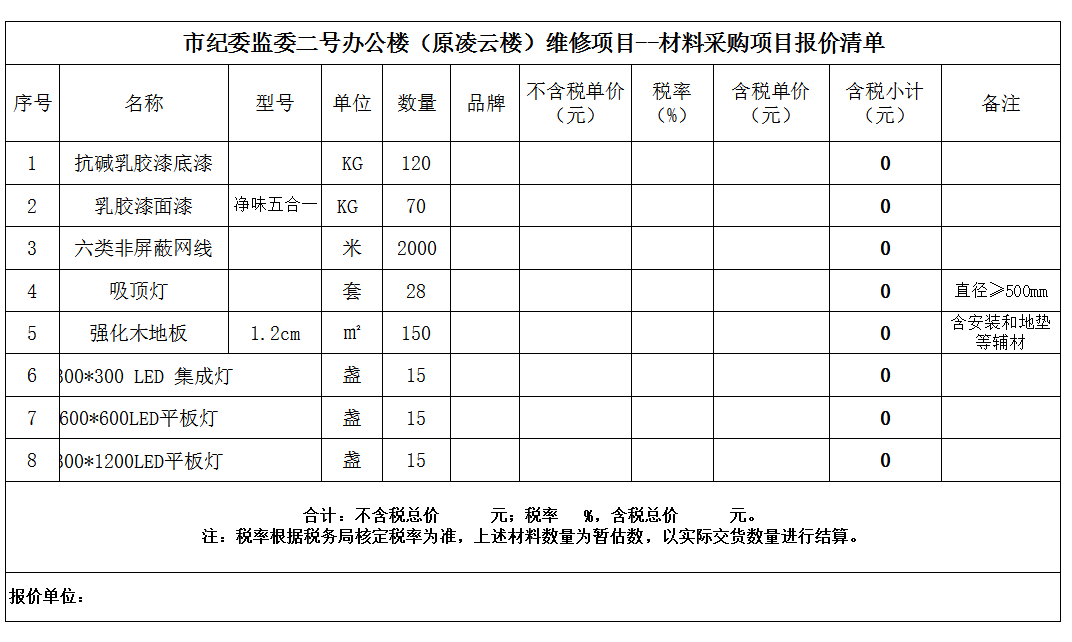 市纪委监委二号办公楼（原凌云楼）维修项目--材料采购项目报价清单
序号 名称 型号 单位 数量 品牌 不含税单价（元） 税率（%） 含税单价（元） 含税小计（元） 备注
1 抗碱乳胶漆底漆 KG 120 0
2 乳胶漆面漆 净味五合一 KG 70 0
3 六类非屏蔽网线 米 2000 0
4 吸顶灯 套 28 0 直径≥500mm
5 强化木地板 1.2cm ㎡ 150 0 含安装和地垫等辅材
6 300*300 LED 集成灯 盏 15 0
7 600*600LED平板灯 盏 15 0
8 300*1200LED平板灯 盏 15 0
合计：不含税总价 元；税率 %，含税总价 元。
注：税率根据税务局核定税率为准，上述材料数量为暂估数，以实际交货数量进行结算。
报价单位：